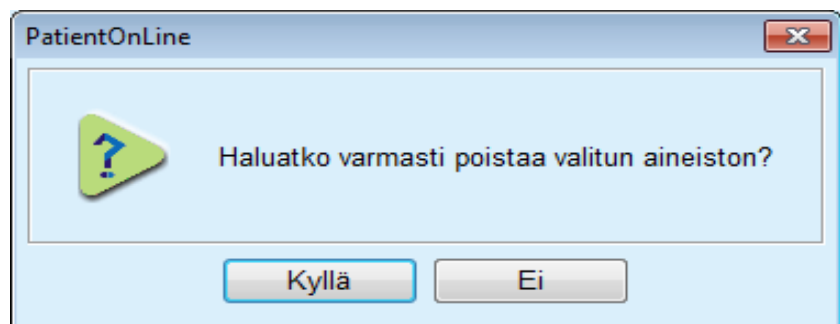 PatientOnLine
?
Haluatko varmasti poistaa valitun aineiston?
Kyllä
Ei